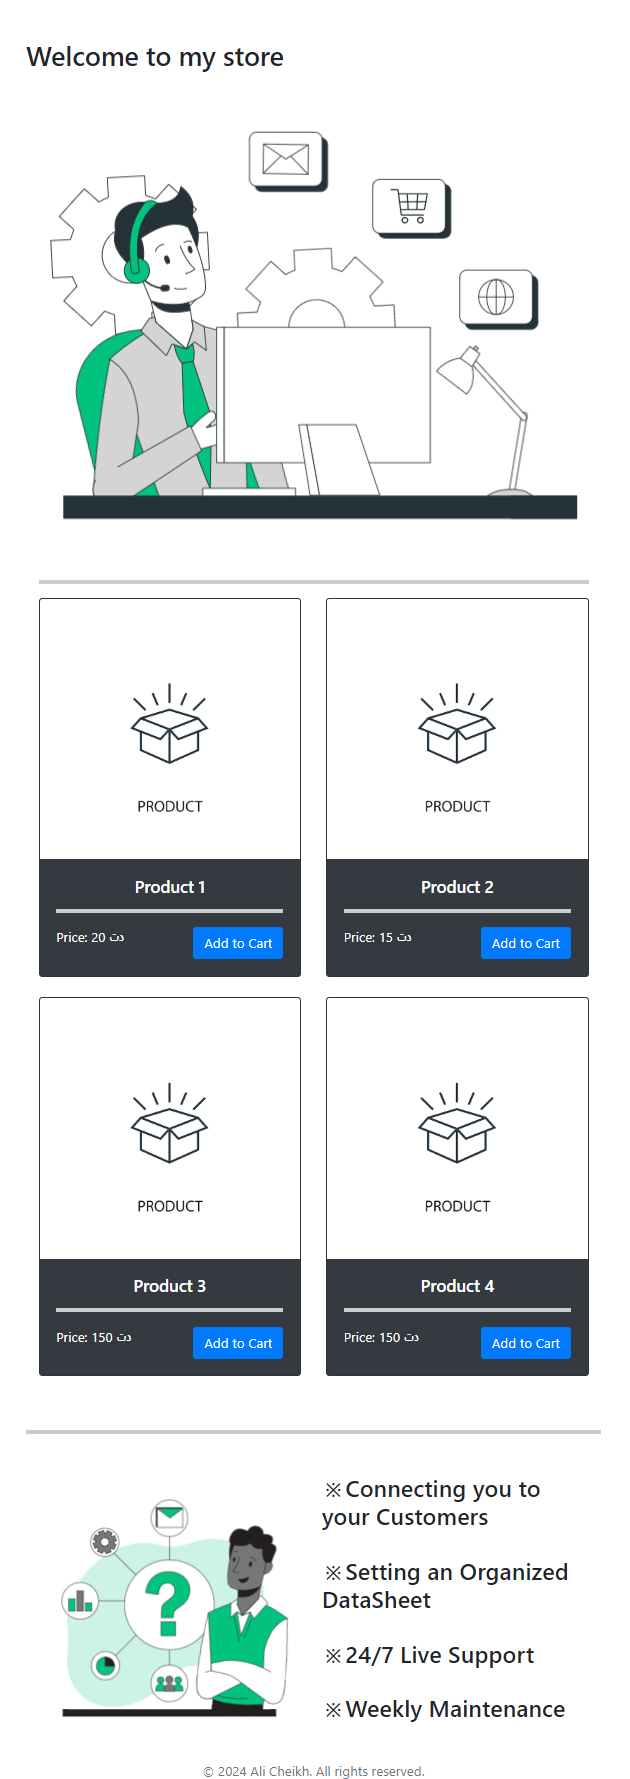 Welcome to my store
PRODUCT
PRODUCT
Product 1
Product 2
Price: 20 دت
Add to Cart
Price: 15 دت
Add to Cart
PRODUCT
PRODUCT
Product 3
Product 4
Price: 150 دت
Add to Cart
Price: 150 دت
Add to Cart
※Connecting you to
your Customers
※Setting an Organized
DataSheet
※24/7 Live Support
※Weekly Maintenance
?
© 2024 Ali Cheikh. All rights reserved.